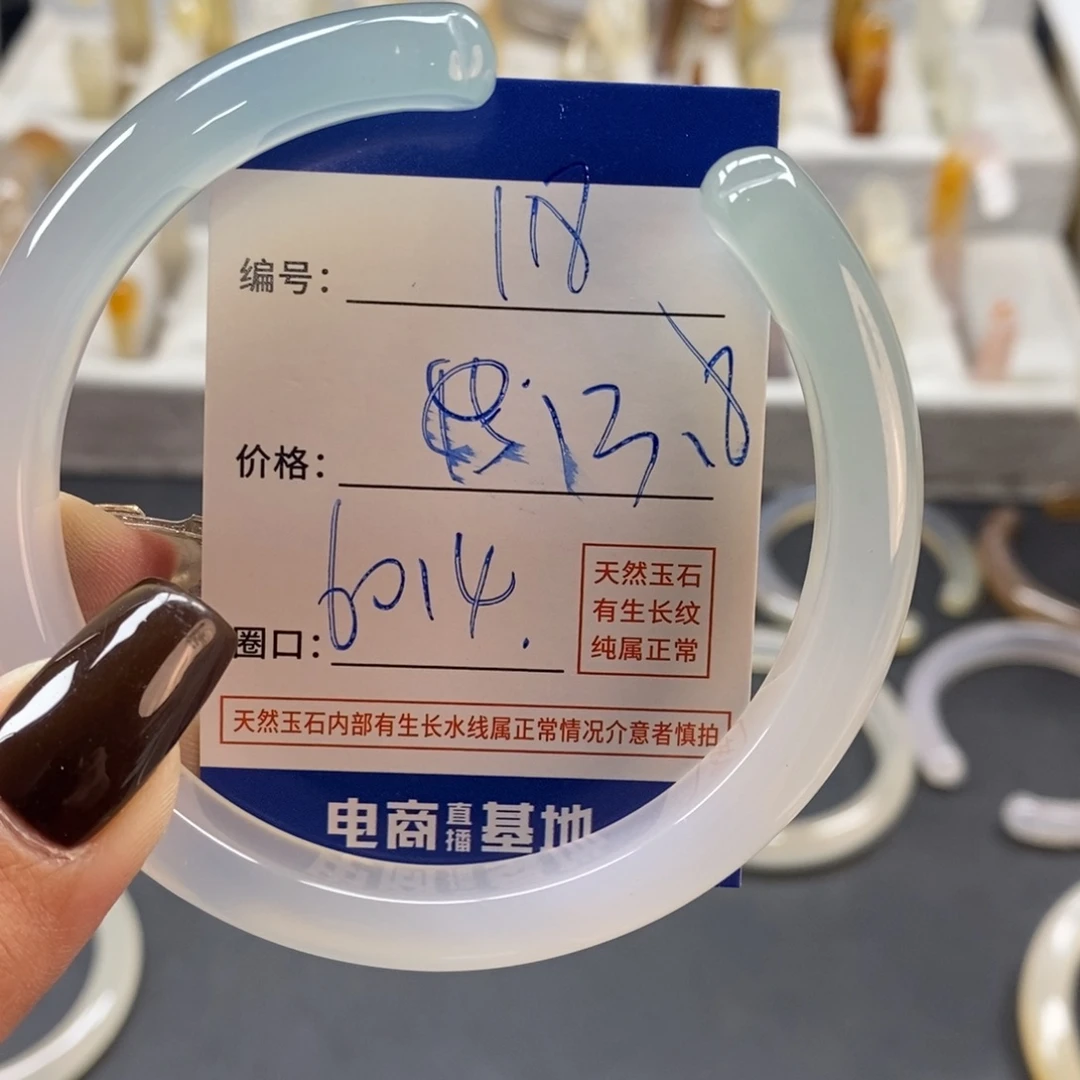 编号: 118
价格: 13.8
圈口: 6014.
天然玉石
有生长纹
纯属正常
天然玉石内部有生长水线属正常情况介意者慎拍
电商直播基地